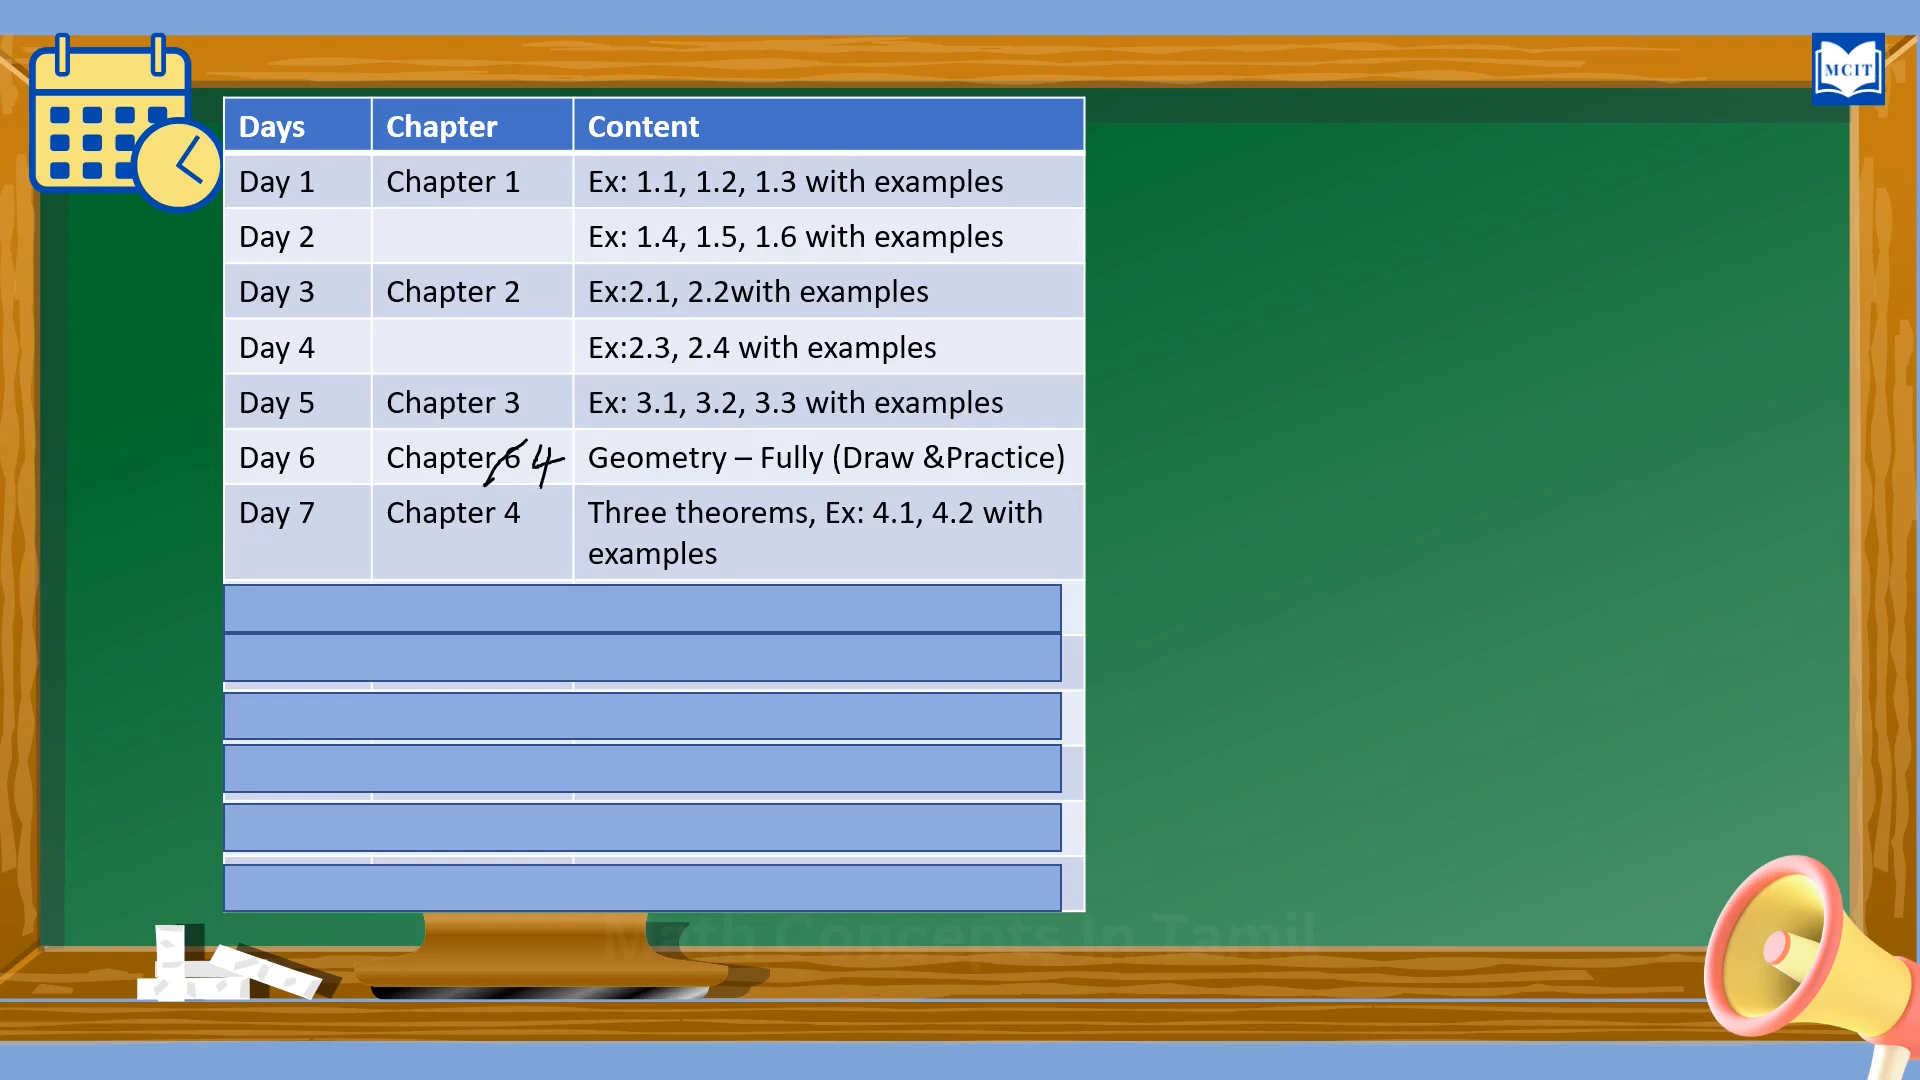 MCIT
Days Chapter Content
Day 1 Chapter 1 Ex: 1.1, 1.2, 1.3 with examples
Day 2 Ex: 1.4, 1.5, 1.6 with examples
Day 3 Chapter 2 Ex:2.1, 2.2with examples
Day 4 Ex:2.3, 2.4 with examples
Day 5 Chapter 3 Ex: 3.1, 3.2, 3.3 with examples
Day 6 Chapter 6 4 Geometry – Fully (Draw &Practice)
Day 7 Chapter 4 Three theorems, Ex: 4.1, 4.2 with
examples
Math Concepts In Tamil